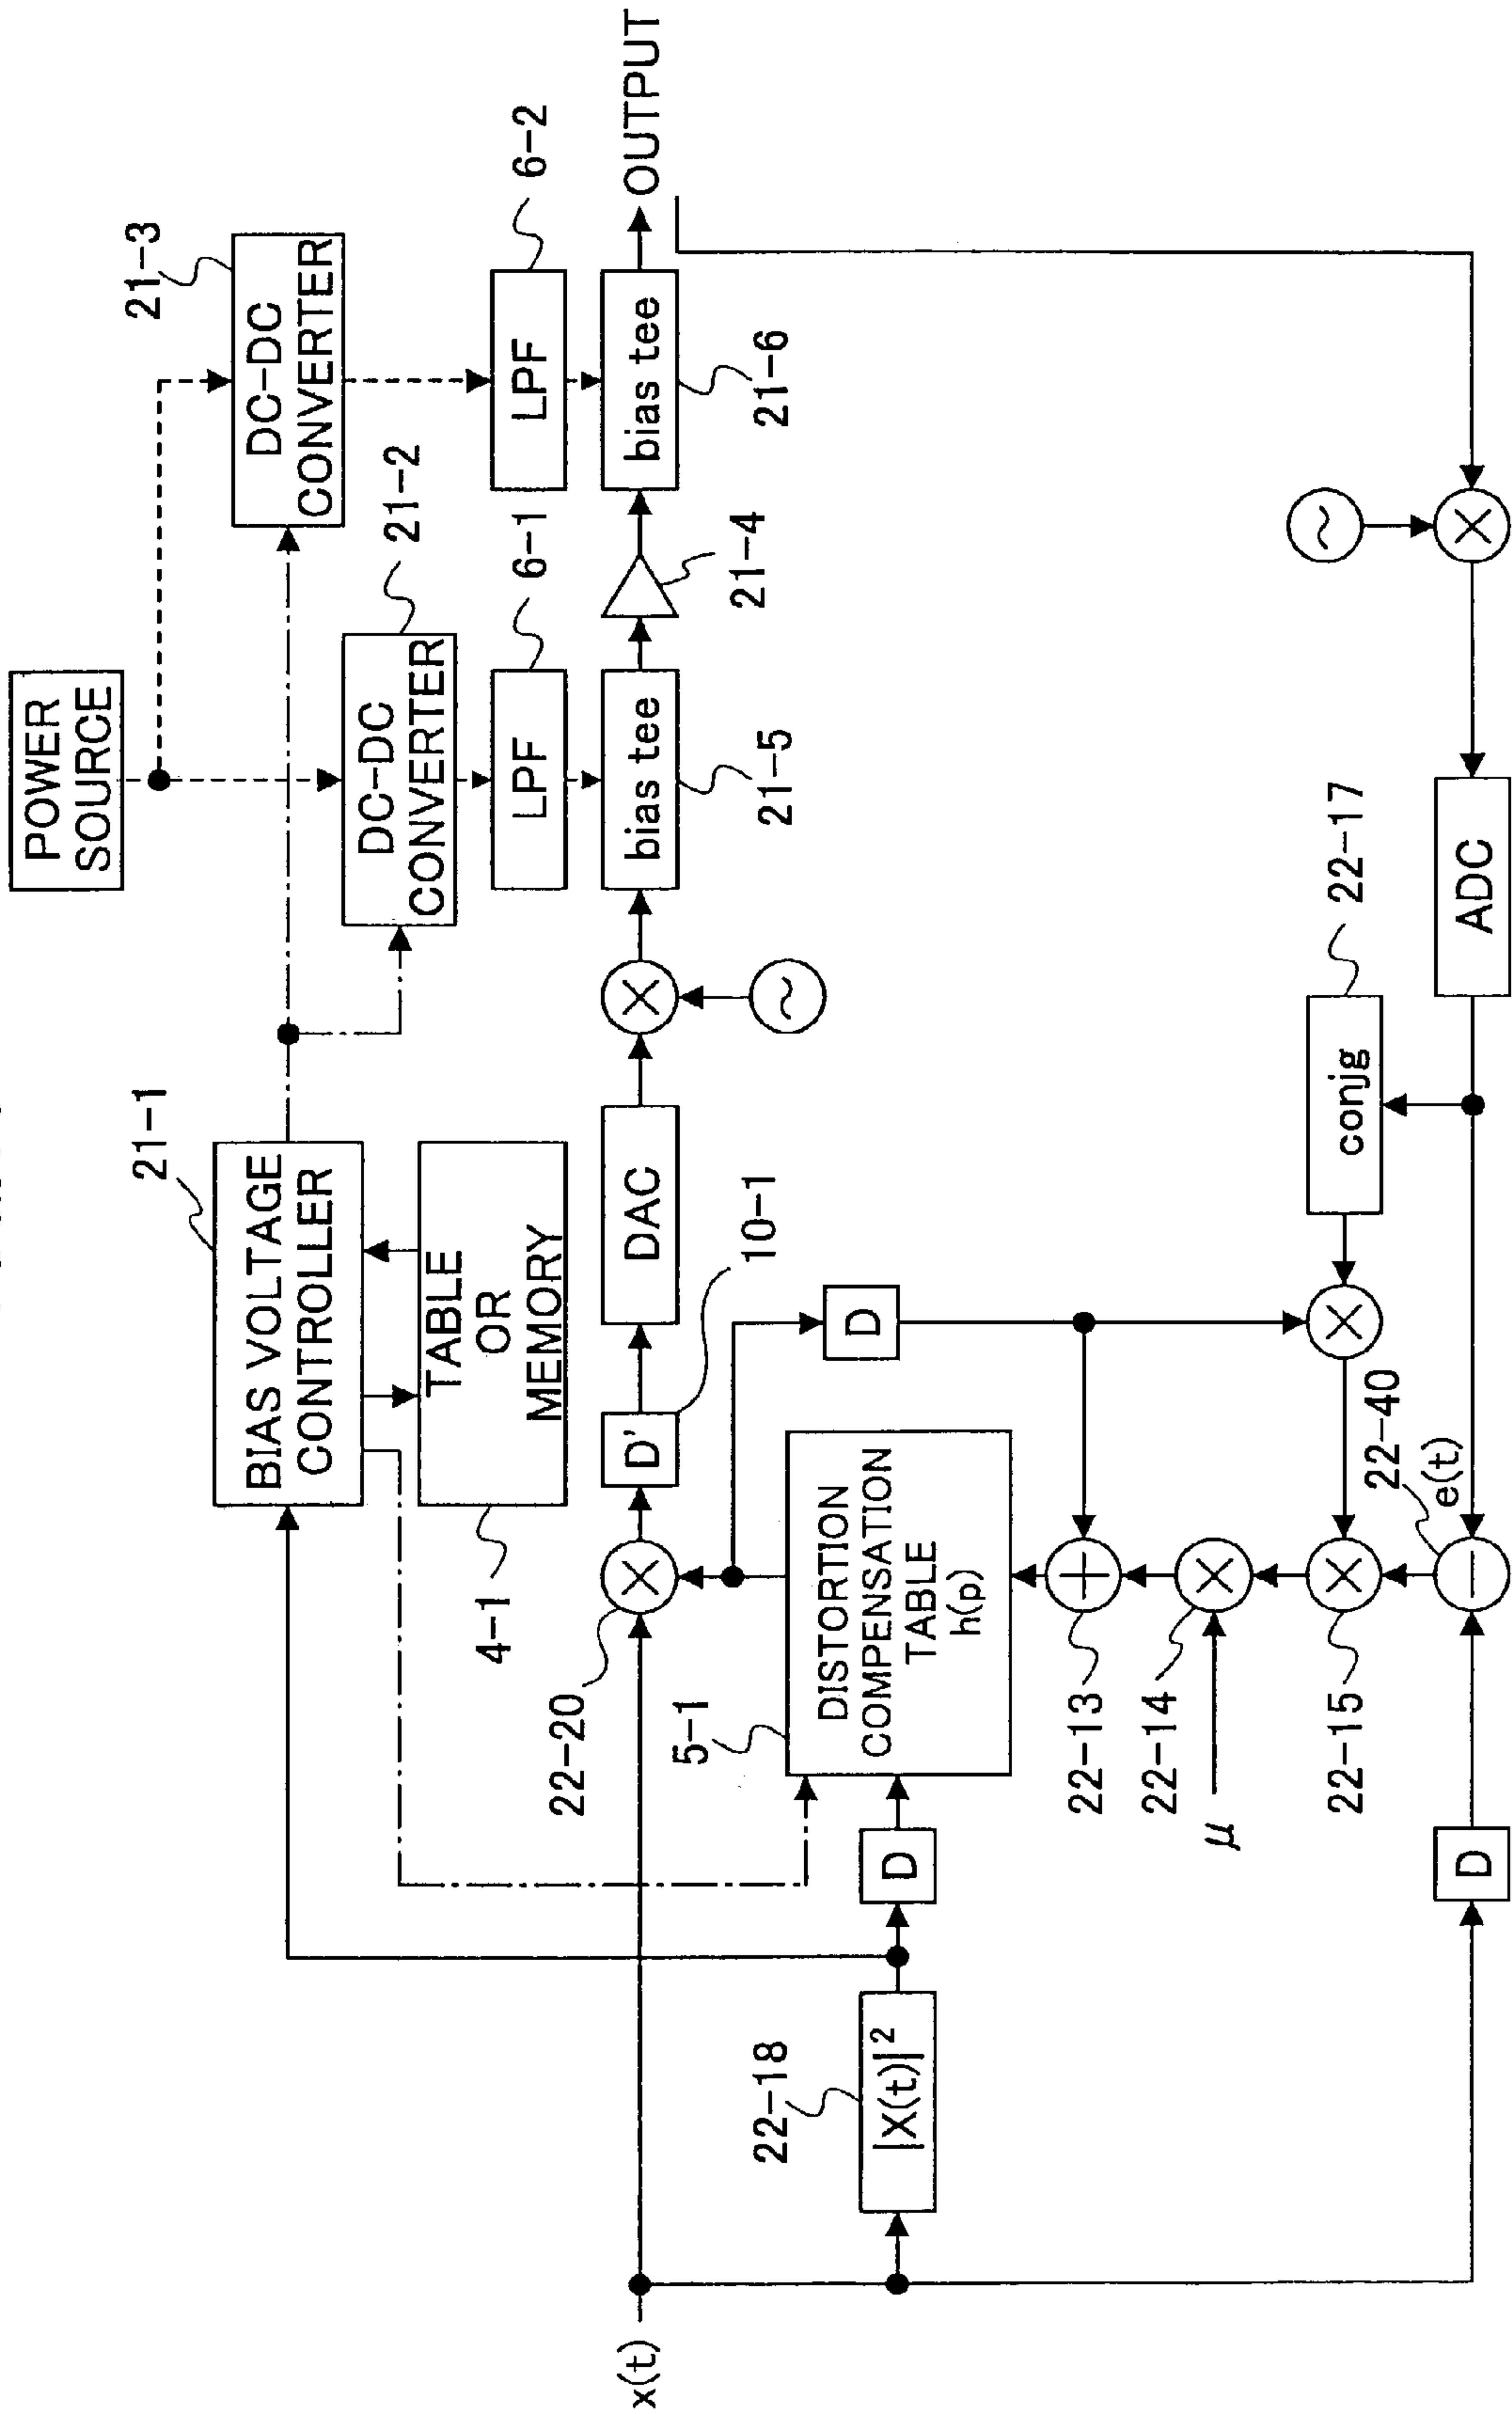 POWER
SOURCE
21-3
DC-DC
CONVERTER
21-2
DC-DC
CONVERTER
6-2
LPF
6-1
LPF
OUTPUT
bias tee
21-6
21-4
bias tee
21-5
21-1
BIAS VOLTAGE
CONTROLLER
TABLE
OR
MEMORY
4-1
~
×
DAC
10-1
D'
×
22-20
x(t)
5-1
DISTORTION
COMPENSATION
TABLE
h(p)
D
D
22-18
|X(t)|²
+
22-13
×
22-14
μ
×
22-15
×
conjg
22-17
22-40
e(t)
−
D
ADC
~
×